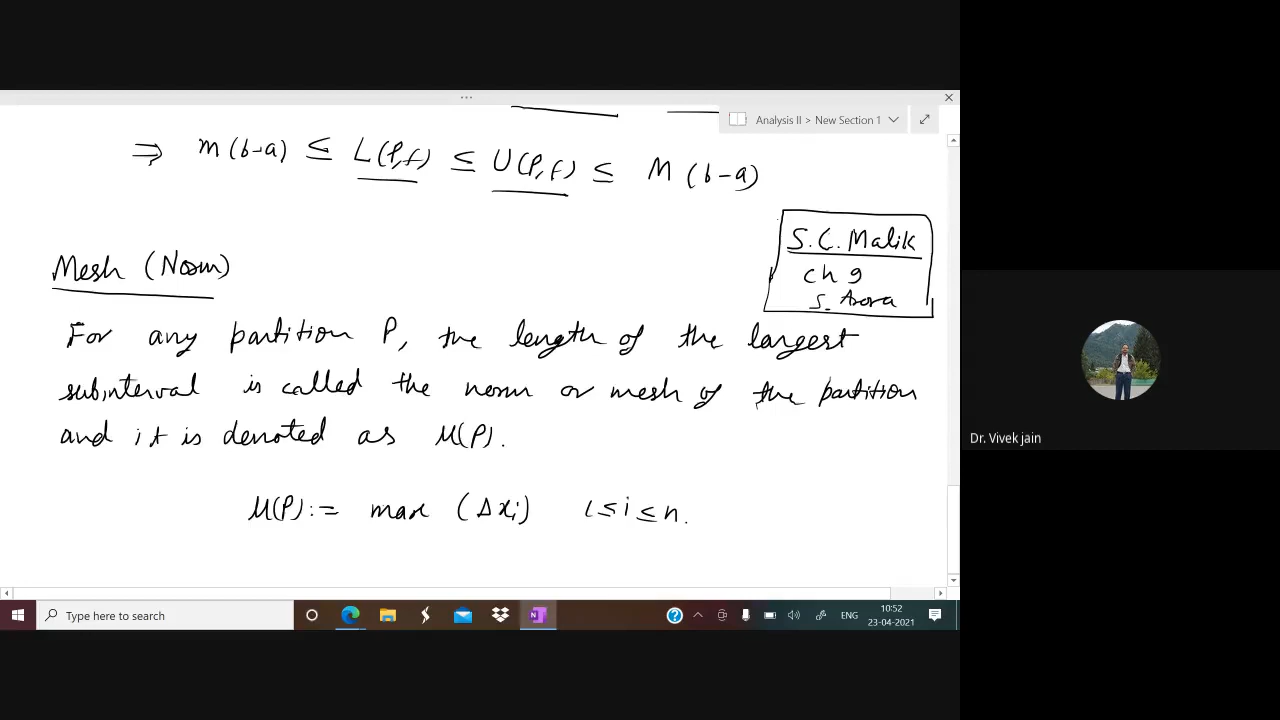 Analysis II > New Section 1
⇒ m(b-a) ≤ L(P,f) ≤ U(P,f) ≤ M(b-a)
S.C. Malik
ch 9
S. Arora
Mesh (Norm)
For any partition P, the length of the largest
subinterval is called the norm or mesh of the partition
and it is denoted as μ(P).
μ(P) := max (Δxi) 1 ≤ i ≤ n.
Dr. Vivek jain
Type here to search
ENG
10:52
23-04-2021